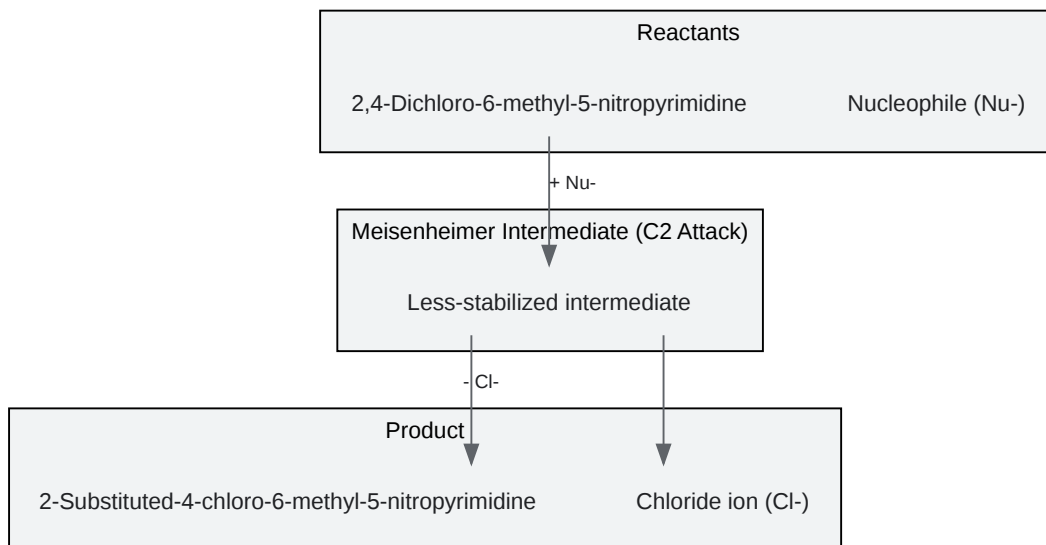 Reactants
2,4-Dichloro-6-methyl-5-nitropyrimidine
Nucleophile (Nu-)
+ Nu-
Meisenheimer Intermediate (C2 Attack)
Less-stabilized intermediate
- Cl-
Product
2-Substituted-4-chloro-6-methyl-5-nitropyrimidine
Chloride ion (Cl-)